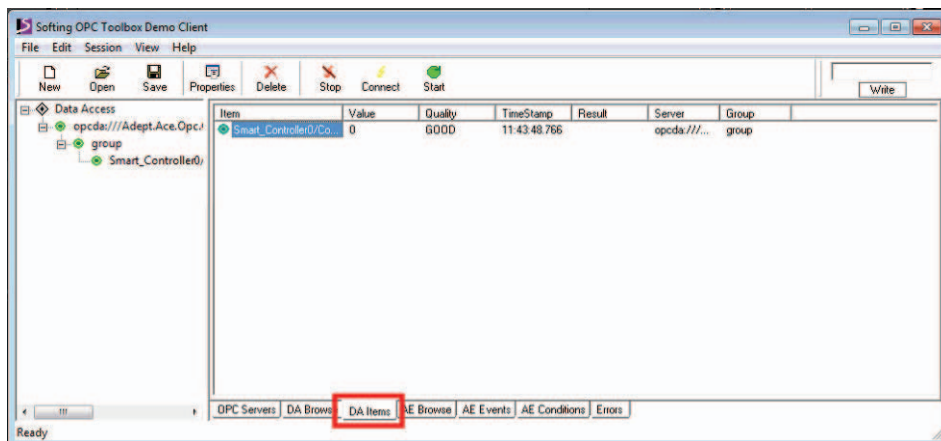 Softing OPC Toolbox Demo Client
File Edit Session View Help
New Open Save Properties Delete Stop Connect Start
Write
Data Access
opcda:///Adept.Ace.Opc.
group
Smart_Controller0/
Item Value Quality TimeStamp Result Server Group
Smart_Controller0/Co... 0 GOOD 11:43:48.766 opcda:///... group
OPC Servers DA Brows DA Items AE Browse AE Events AE Conditions Errors
Ready